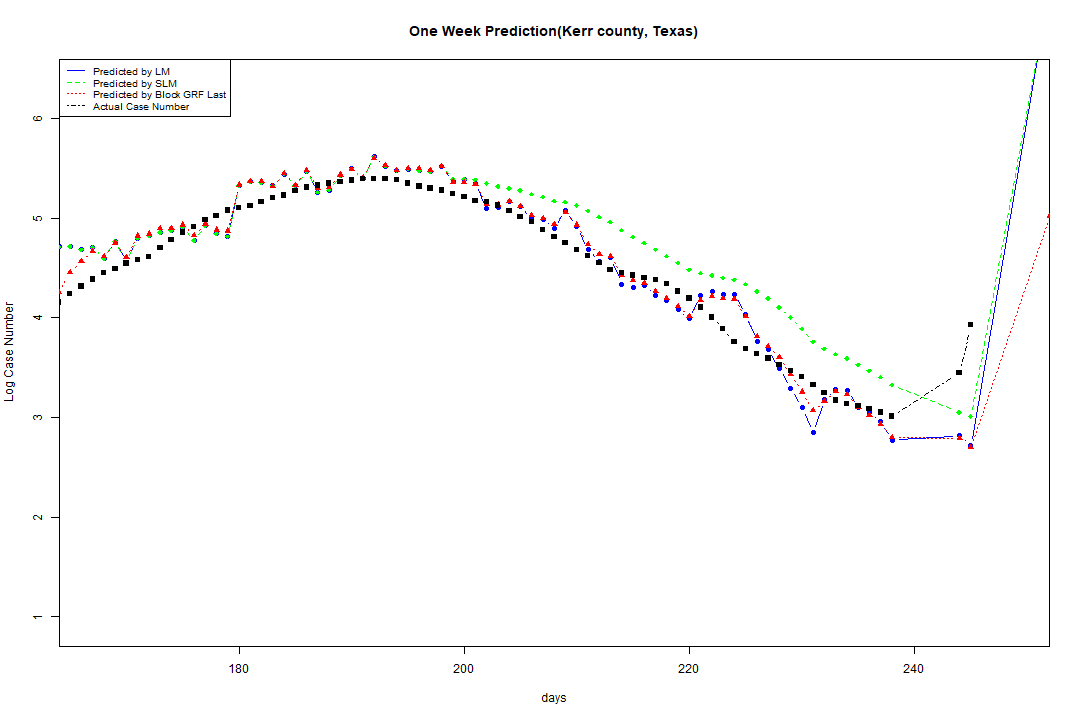 One Week Prediction(Kerr county, Texas)
Predicted by LM
Predicted by SLM
Predicted by Block GRF Last
Actual Case Number
6
5
4
3
2
1
Log Case Number
180 200 220 240
days